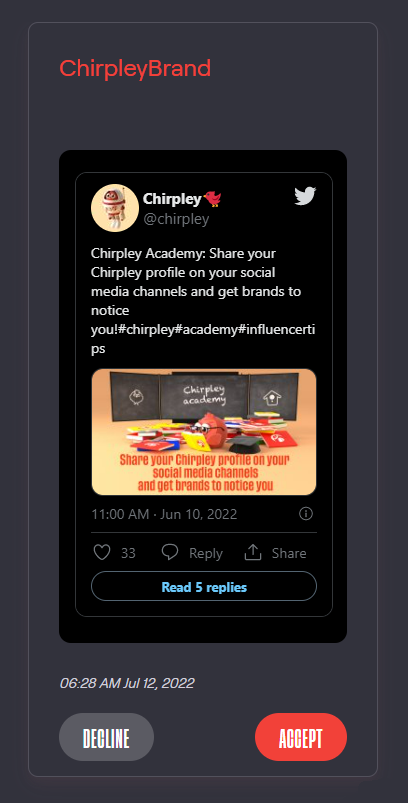 ChirpleyBrand
Chirpley
@chirpley
Chirpley Academy: Share your
Chirpley profile on your social
media channels and get brands to
notice
you!#chirpley#academy#influencerti
ps
Chirpley
academy
Share your Chirpley profile on your
social media channels
and get brands to notice you
11:00 AM · Jun 10, 2022
33 Reply Share
Read 5 replies
06:28 AM Jul 12, 2022
DECLINE ACCEPT